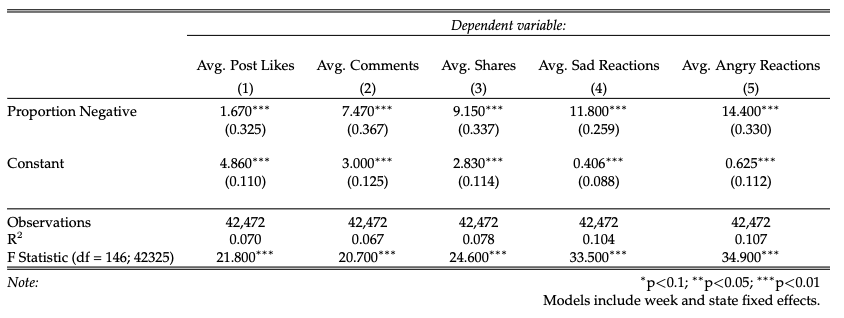 Dependent variable:
Avg. Post Likes Avg. Comments Avg. Shares Avg. Sad Reactions Avg. Angry Reactions
(1) (2) (3) (4) (5)
Proportion Negative 1.670*** 7.470*** 9.150*** 11.800*** 14.400***
(0.325) (0.367) (0.337) (0.259) (0.330)
Constant 4.860*** 3.000*** 2.830*** 0.406*** 0.625***
(0.110) (0.125) (0.114) (0.088) (0.112)
Observations 42,472 42,472 42,472 42,472 42,472
R² 0.070 0.067 0.078 0.104 0.107
F Statistic (df = 146; 42325) 21.800*** 20.700*** 24.600*** 33.500*** 34.900***
Note: *p<0.1; **p<0.05; ***p<0.01
Models include week and state fixed effects.